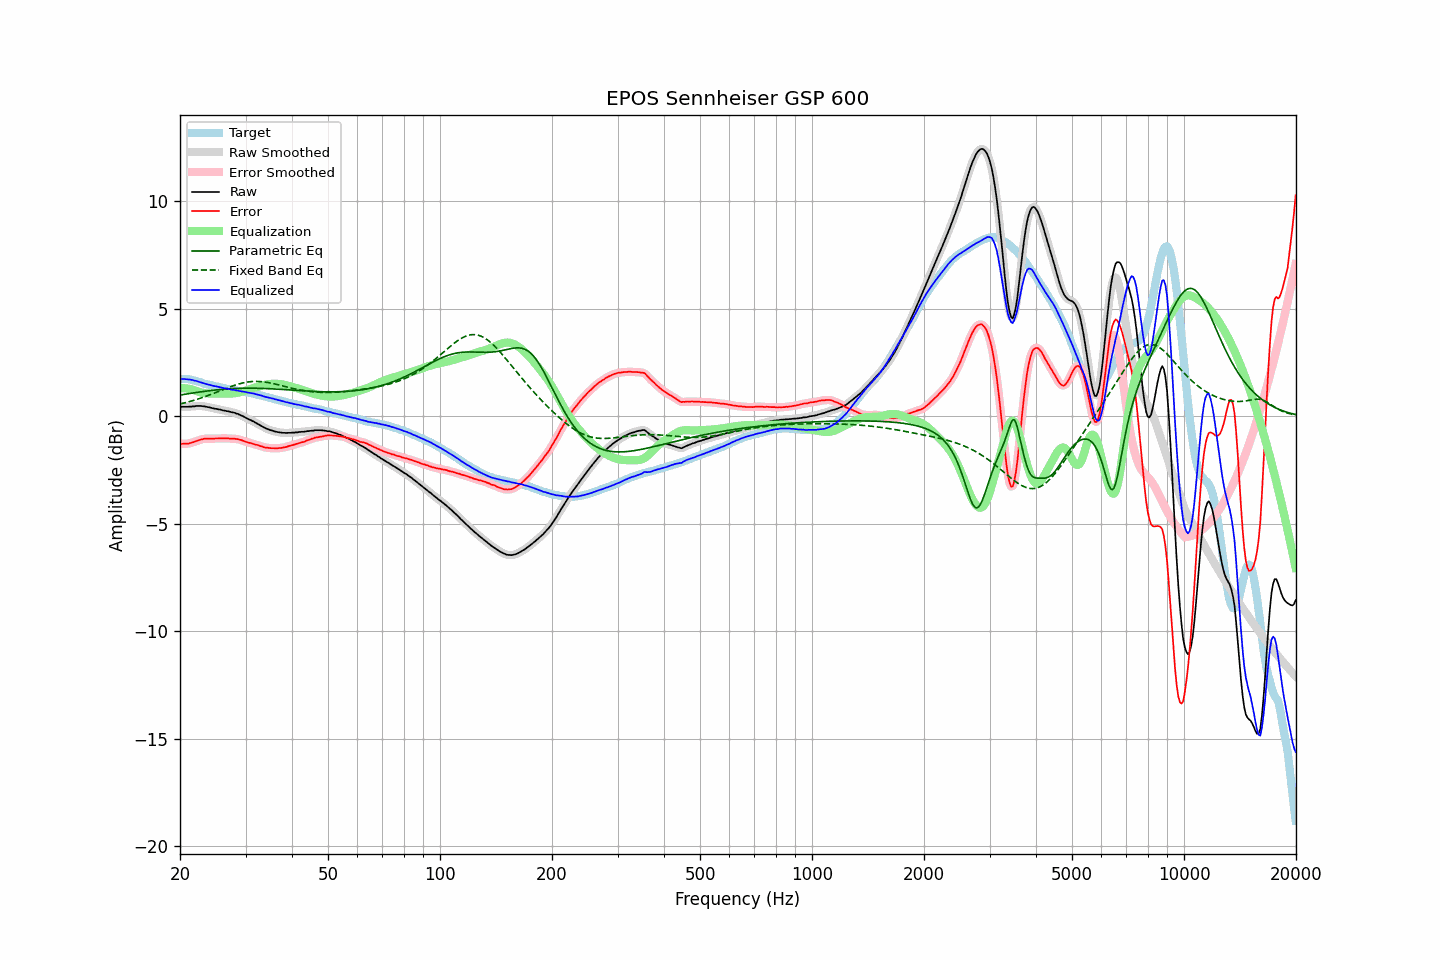 EPOS Sennheiser GSP 600
Target
Raw Smoothed
Error Smoothed
Raw
Error
Equalization
Parametric Eq
Fixed Band Eq
Equalized
Amplitude (dBr)
10
5
0
−5
−10
−15
−20
20 50 100 200 500 1000 2000 5000 10000 20000
Frequency (Hz)